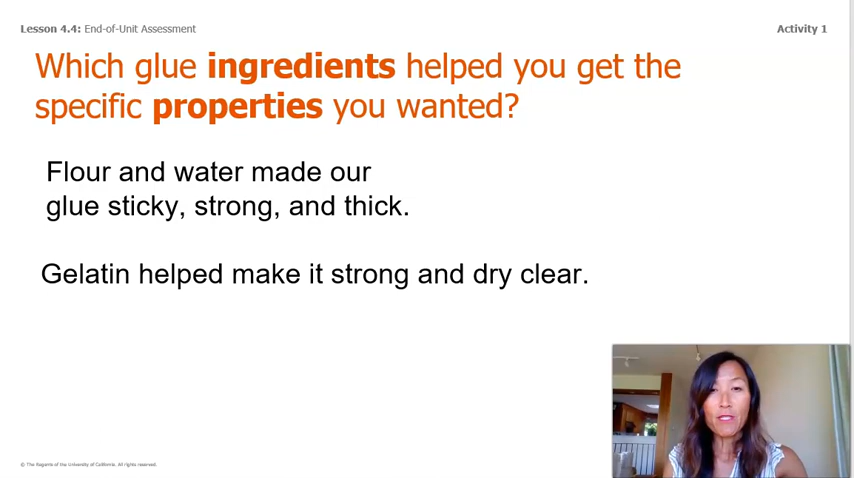 Lesson 4.4: End-of-Unit Assessment
Activity 1
Which glue ingredients helped you get the
specific properties you wanted?
Flour and water made our
glue sticky, strong, and thick.
Gelatin helped make it strong and dry clear.
© The Regents of the University of California. All rights reserved.